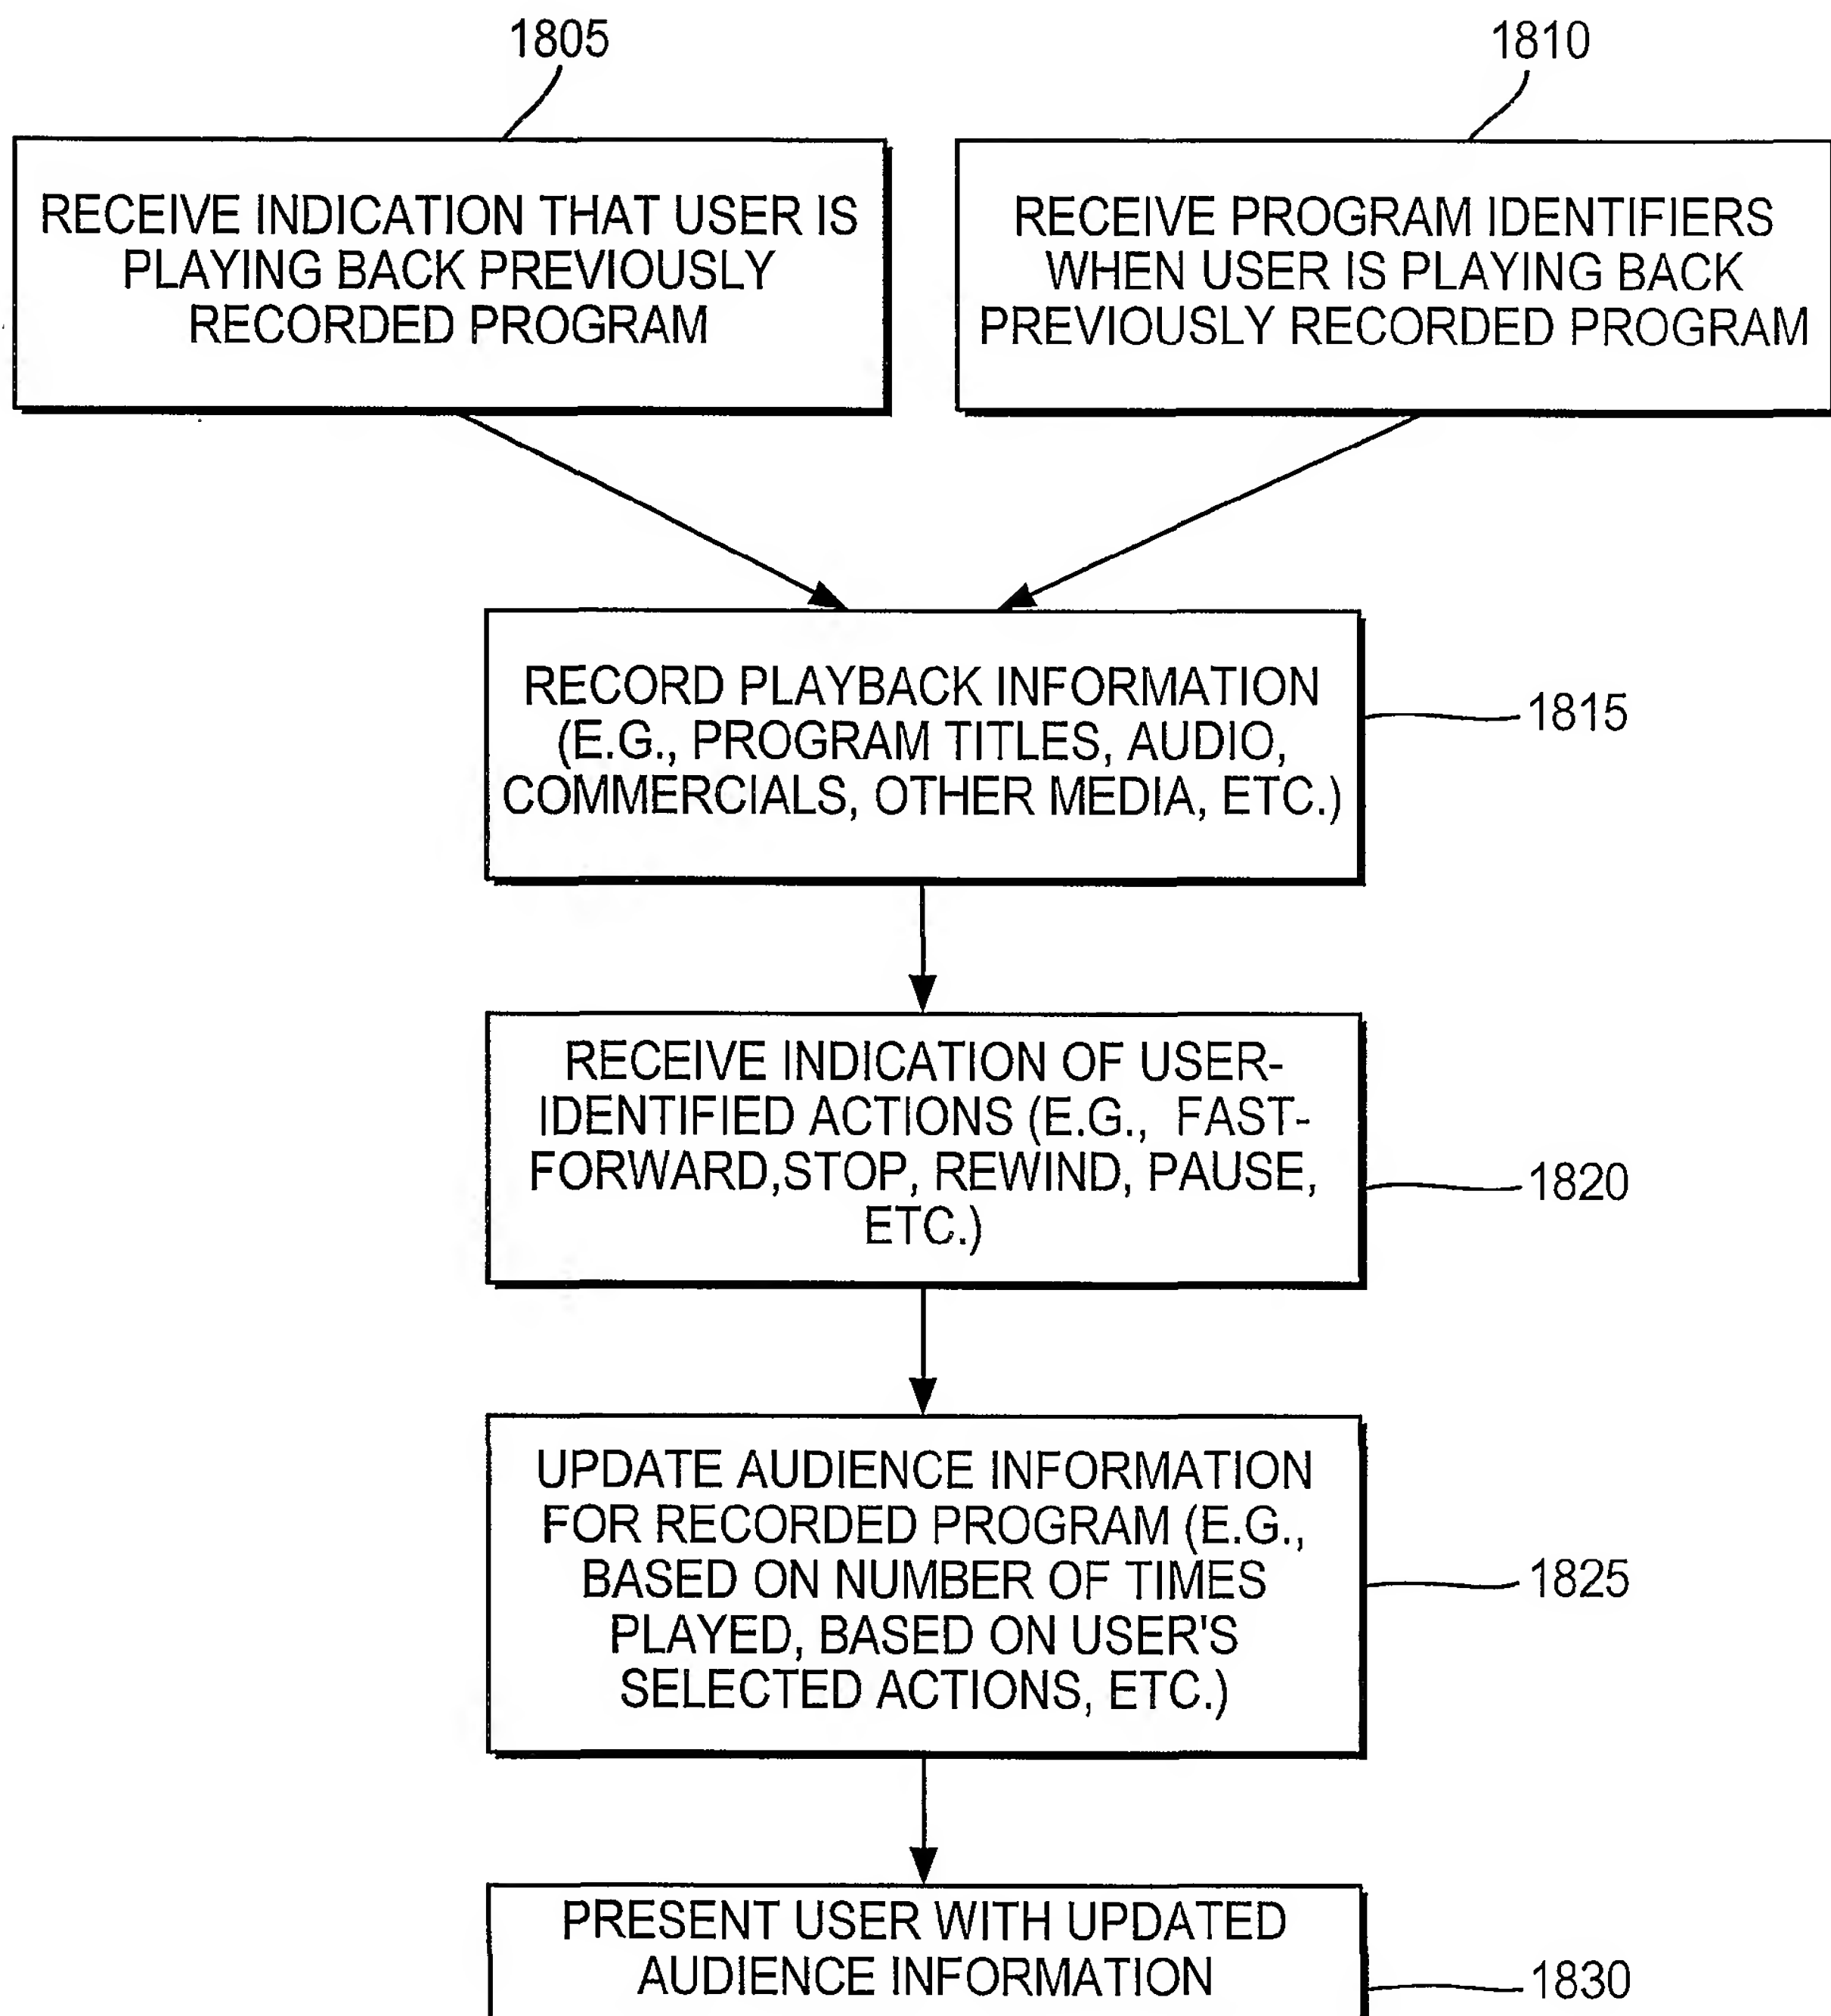 1805
1810
RECEIVE INDICATION THAT USER IS
PLAYING BACK PREVIOUSLY
RECORDED PROGRAM
RECEIVE PROGRAM IDENTIFIERS
WHEN USER IS PLAYING BACK
PREVIOUSLY RECORDED PROGRAM
RECORD PLAYBACK INFORMATION
(E.G., PROGRAM TITLES, AUDIO,
COMMERCIALS, OTHER MEDIA, ETC.)
1815
RECEIVE INDICATION OF USER-
IDENTIFIED ACTIONS (E.G., FAST-
FORWARD,STOP, REWIND, PAUSE,
ETC.)
1820
UPDATE AUDIENCE INFORMATION
FOR RECORDED PROGRAM (E.G.,
BASED ON NUMBER OF TIMES
PLAYED, BASED ON USER'S
SELECTED ACTIONS, ETC.)
1825
PRESENT USER WITH UPDATED
AUDIENCE INFORMATION
1830